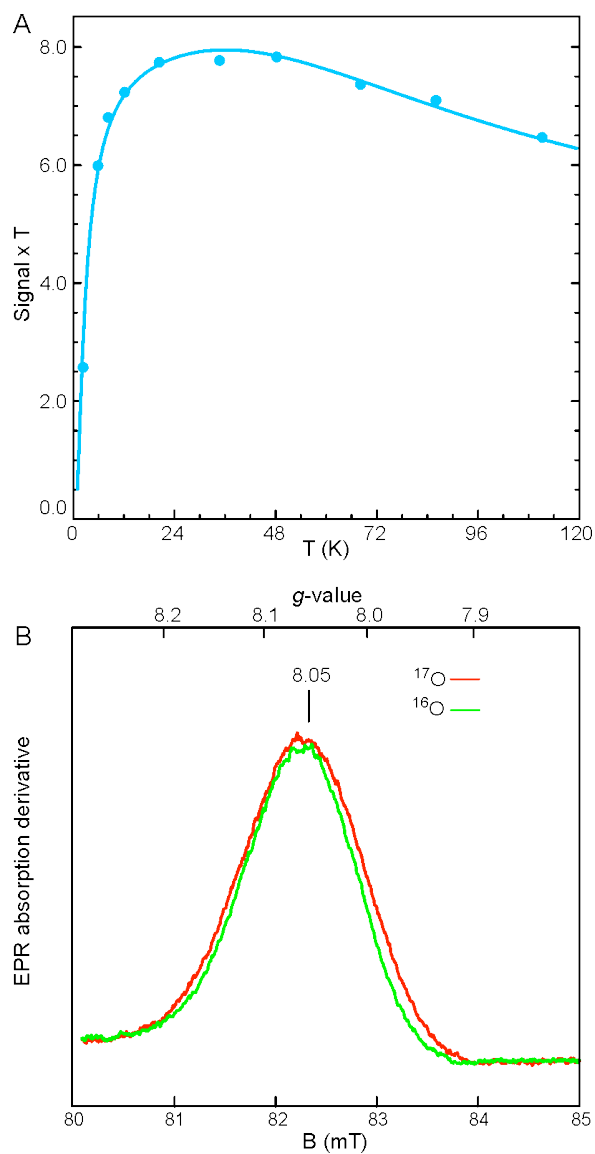 A
8.0
6.0
4.0
2.0
0.0
Signal x T
0 24 48 72 96 120
T (K)
g-value
B
8.2 8.1 8.0 7.9
8.05
¹⁷O
¹⁶O
EPR absorption derivative
80 81 82 83 84 85
B (mT)